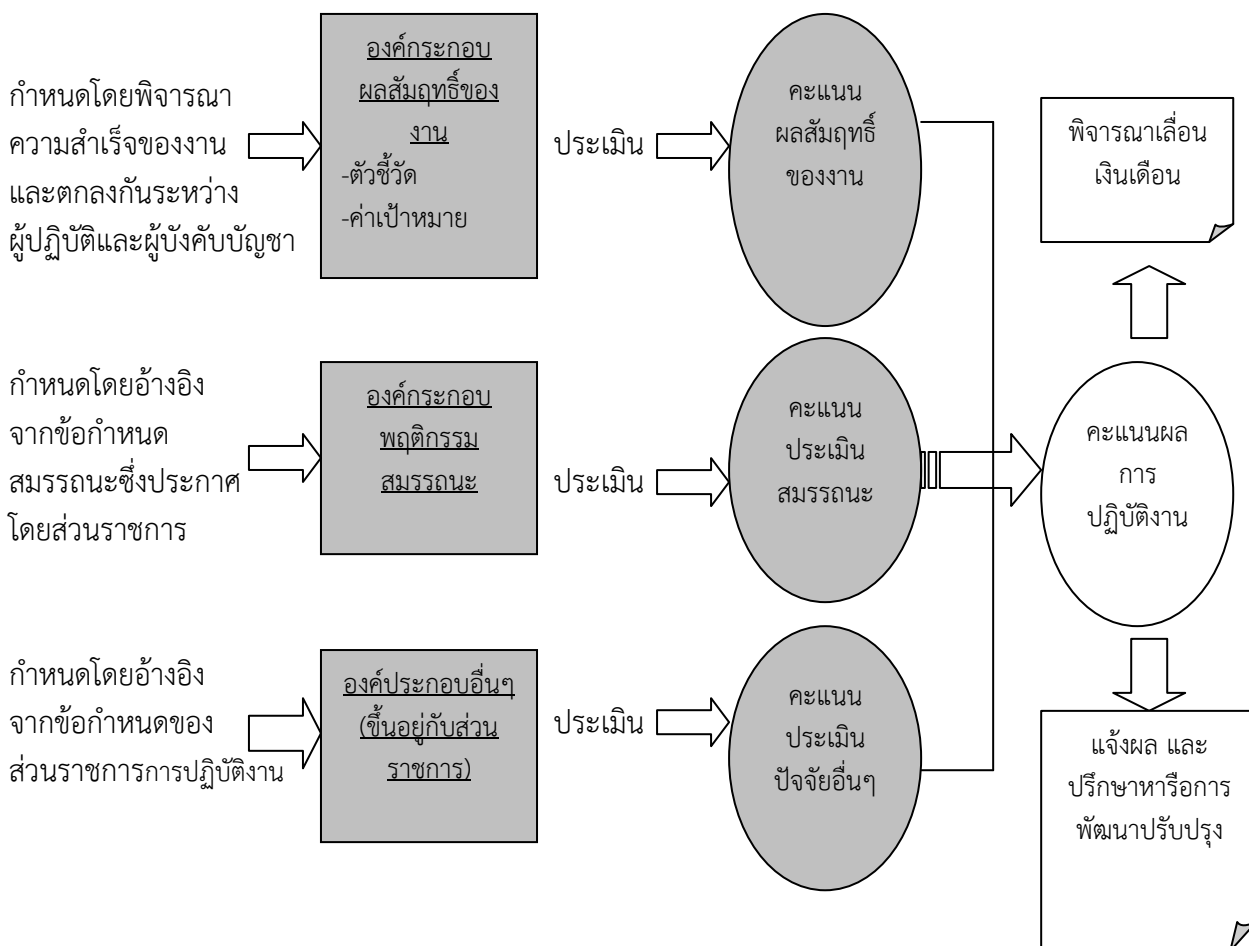 กำหนดโดยพิจารณา
ความสำเร็จของงาน
และตกลงกันระหว่าง
ผู้ปฏิบัติและผู้บังคับบัญชา
องค์กระกอบ
ผลสัมฤทธิ์ของ
งาน
-ตัวชี้วัด
-ค่าเป้าหมาย
ประเมิน
คะแนน
ผลสัมฤทธิ์
ของงาน
พิจารณาเลื่อน
เงินเดือน
กำหนดโดยอ้างอิง
จากข้อกำหนด
สมรรถนะซึ่งประกาศ
โดยส่วนราชการ
องค์กระกอบ
พฤติกรรม
สมรรถนะ
ประเมิน
คะแนน
ประเมิน
สมรรถนะ
คะแนนผล
การ
ปฏิบัติงาน
กำหนดโดยอ้างอิง
จากข้อกำหนดของ
ส่วนราชการการปฏิบัติงาน
องค์ประกอบอื่นๆ
(ขึ้นอยู่กับส่วน
ราชการ)
ประเมิน
คะแนน
ประเมิน
ปัจจัยอื่นๆ
แจ้งผล และ
ปรึกษาหารือการ
พัฒนาปรับปรุง